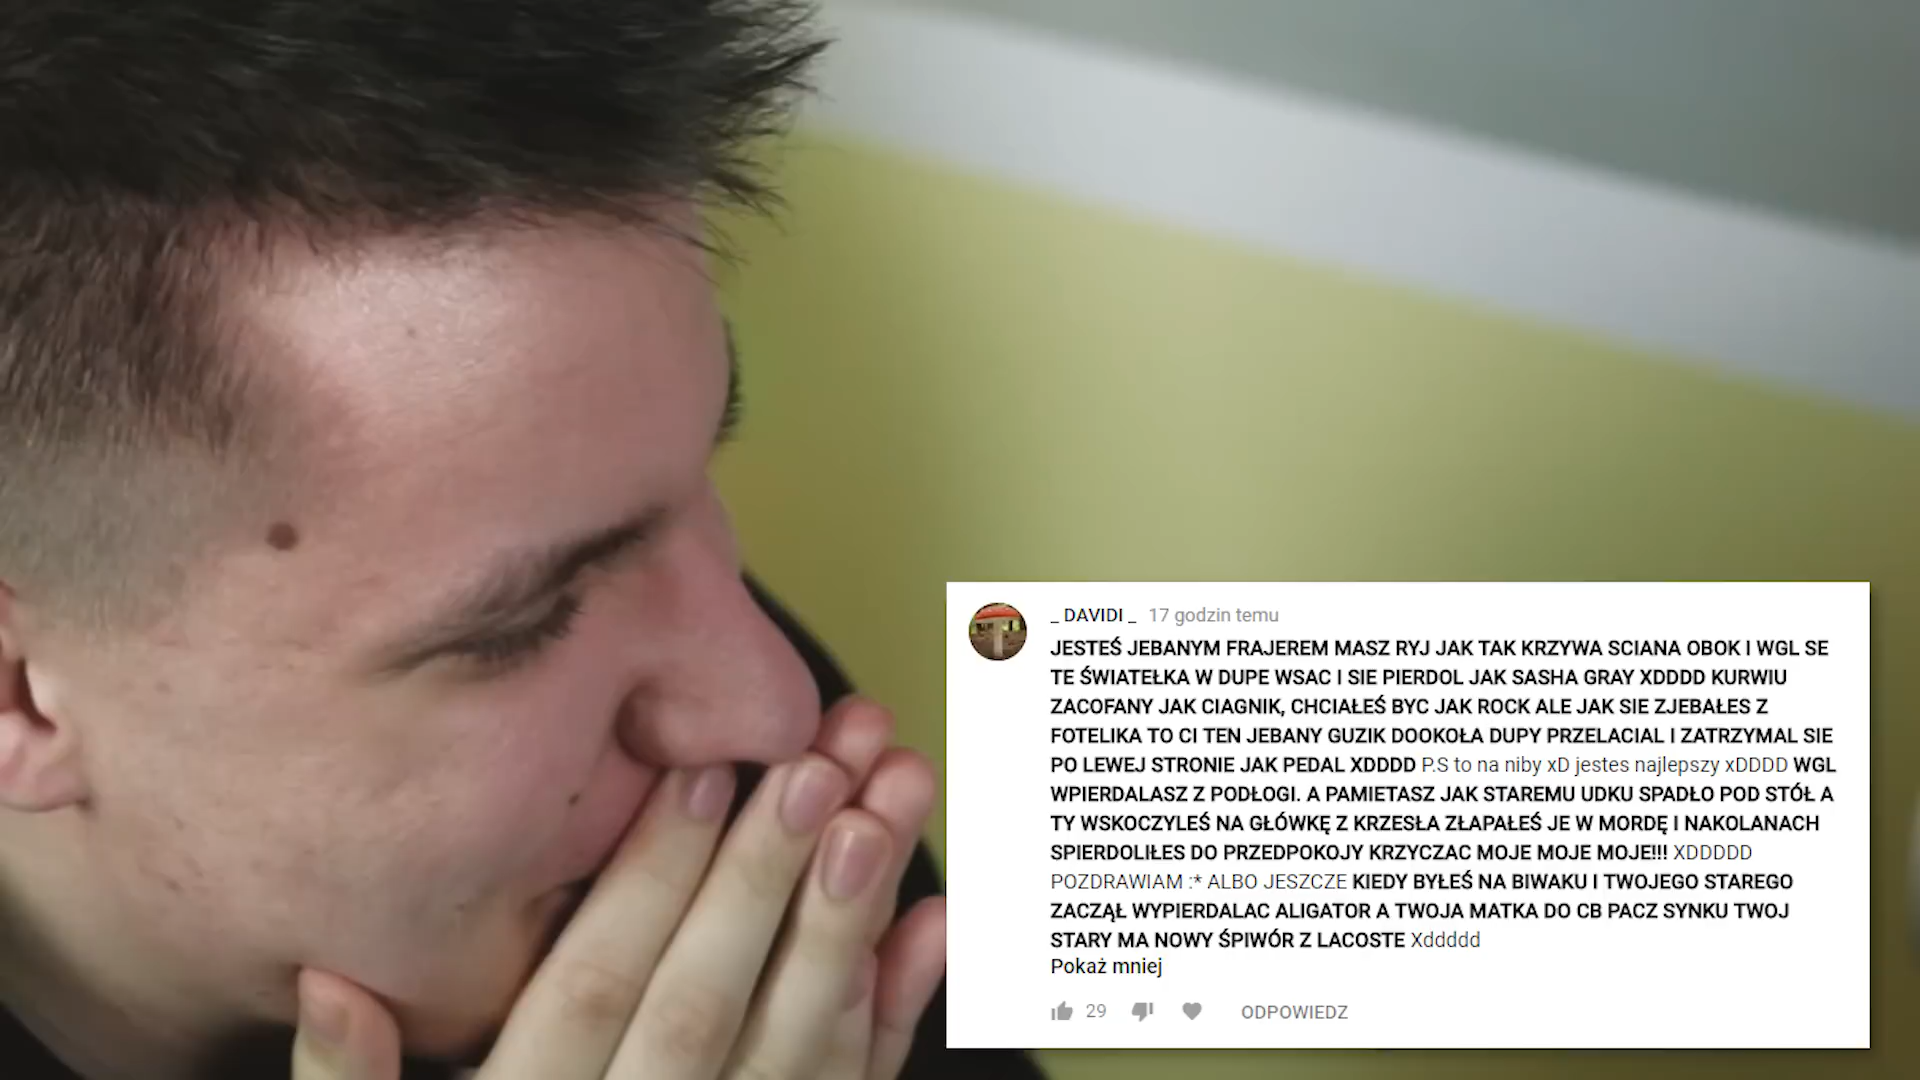 _ DAVIDI _ 17 godzin temu
JESTEŚ JEBANYM FRAJEREM MASZ RYJ JAK TAK KRZYWA SCIANA OBOK I WGL SE
TE ŚWIATEŁKA W DUPE WSAC I SIE PIERDOL JAK SASHA GRAY XDDDD KURWIU
ZACOFANY JAK CIAGNIK, CHCIAŁEŚ BYC JAK ROCK ALE JAK SIE ZJEBAŁES Z
FOTELIKA TO CI TEN JEBANY GUZIK DOOKOŁA DUPY PRZELACIAL I ZATRZYMAL SIE
PO LEWEJ STRONIE JAK PEDAL XDDDD P.S to na niby xD jestes najlepszy xDDDD WGL
WPIERDALASZ Z PODŁOGI. A PAMIETASZ JAK STAREMU UDKU SPADŁO POD STÓŁ A
TY WSKOCZYLEŚ NA GŁÓWKĘ Z KRZESŁA ZŁAPAŁEŚ JE W MORDĘ I NAKOLANACH
SPIERDOLIŁES DO PRZEDPOKOJY KRZYCZAC MOJE MOJE MOJE!!! XDDDDD
POZDRAWIAM :* ALBO JESZCZE KIEDY BYŁEŚ NA BIWAKU I TWOJEGO STAREGO
ZACZĄŁ WYPIERDALAC ALIGATOR A TWOJA MATKA DO CB PACZ SYNKU TWOJ
STARY MA NOWY ŚPIWÓR Z LACOSTE Xddddd
Pokaż mniej
29 ODPOWIEDZ